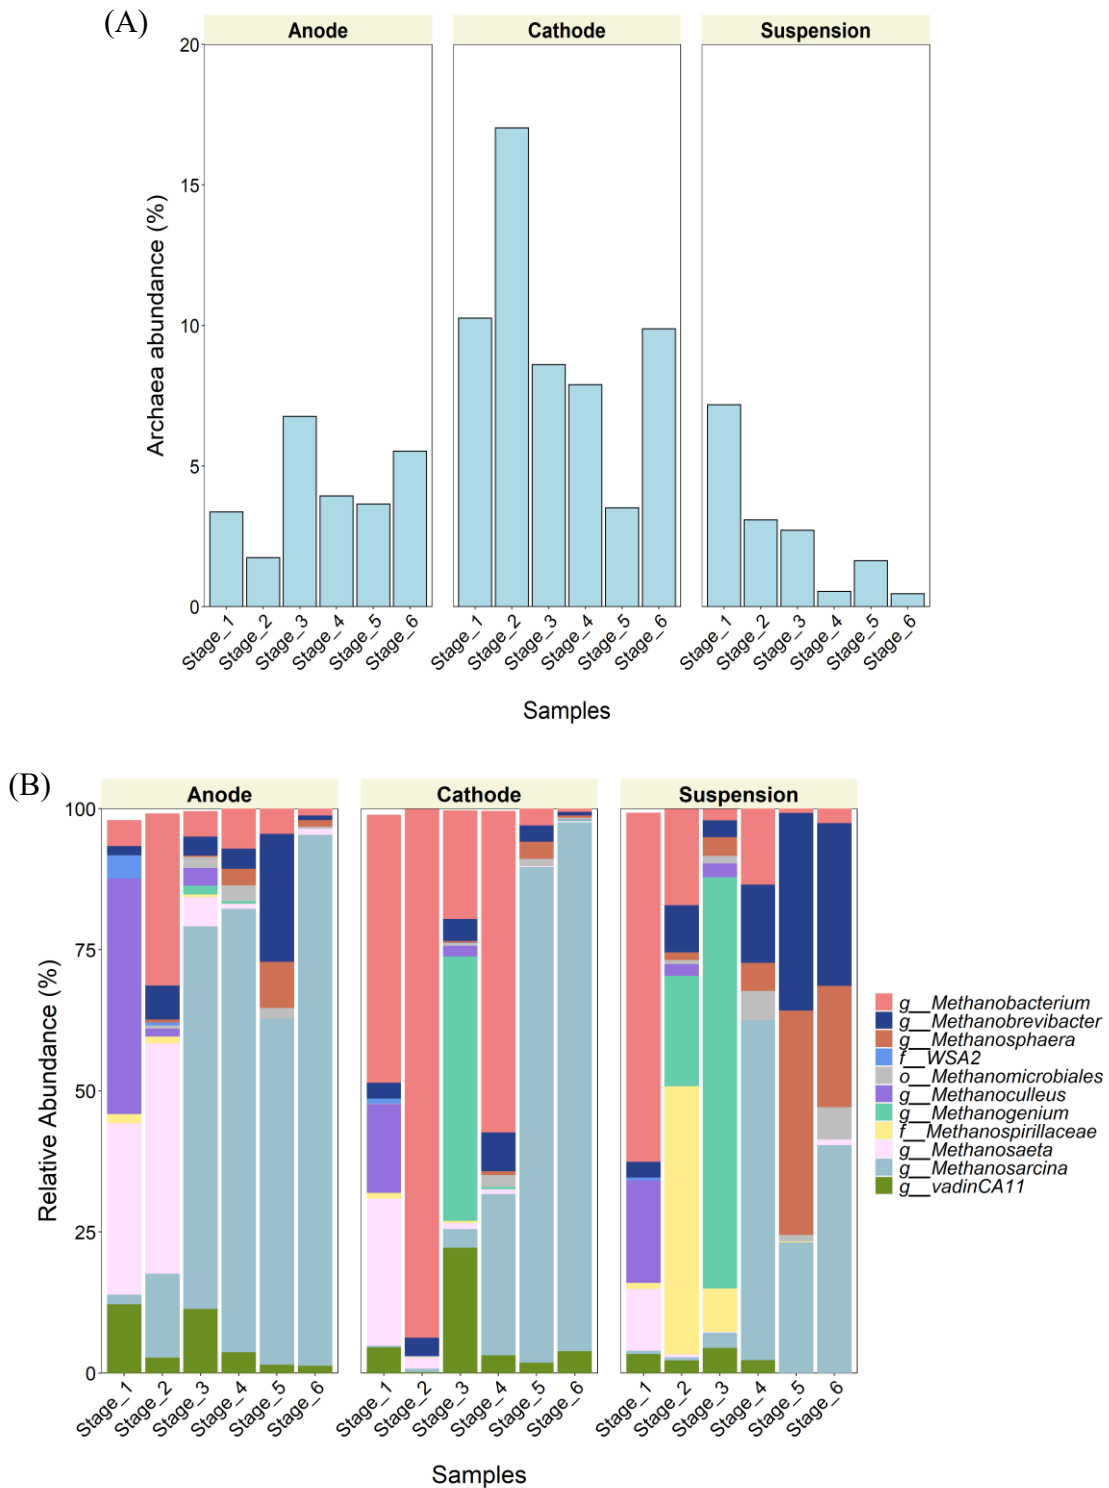 (A)
Anode Cathode Suspension
20
15
10
5
0
Archaea abundance (%)
Stage_1 Stage_2 Stage_3 Stage_4 Stage_5 Stage_6 Stage_1 Stage_2 Stage_3 Stage_4 Stage_5 Stage_6 Stage_1 Stage_2 Stage_3 Stage_4 Stage_5 Stage_6
Samples
(B)
Anode Cathode Suspension
100
75
50
25
0
Relative Abundance (%)
Stage_1 Stage_2 Stage_3 Stage_4 Stage_5 Stage_6 Stage_1 Stage_2 Stage_3 Stage_4 Stage_5 Stage_6 Stage_1 Stage_2 Stage_3 Stage_4 Stage_5 Stage_6
Samples
g__Methanobacterium
g__Methanobrevibacter
g__Methanosphaera
f__WSA2
o__Methanomicrobiales
g__Methanoculleus
g__Methanogenium
f__Methanospirillaceae
g__Methanosaeta
g__Methanosarcina
g__vadinCA11